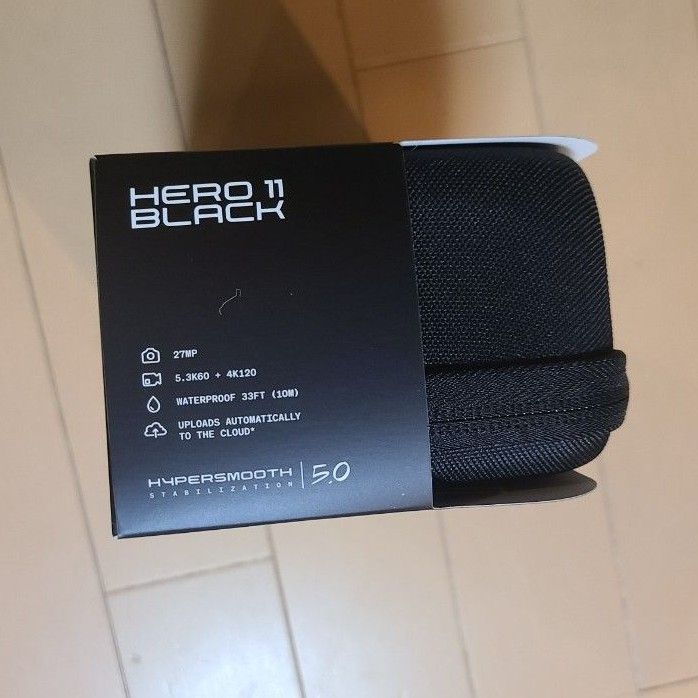 HERO 11
BLACK
27MP
5.3K60 + 4K120
WATERPROOF 33FT (10M)
UPLOADS AUTOMATICALLY
TO THE CLOUD*
HYPERSMOOTH 5.0
STABILIZATION